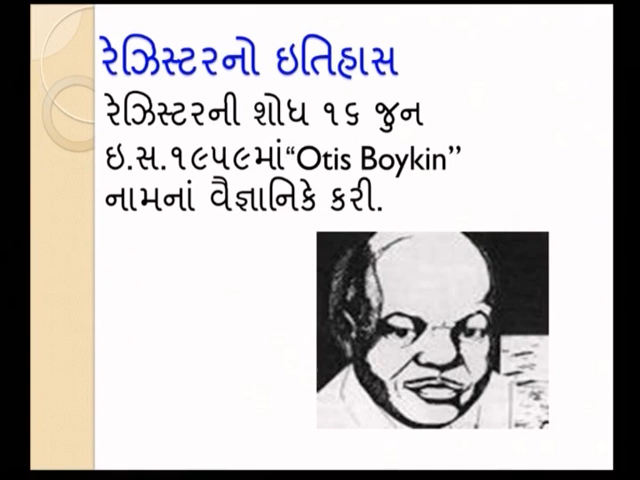 રેઝિસ્ટરનો ઇતિહાસ
રેઝિસ્ટરની શોધ ૧૬ જુન
ઇ.સ.૧૯૫૯માં“Otis Boykin”
નામનાં વૈજ્ઞાનિકે કરી.